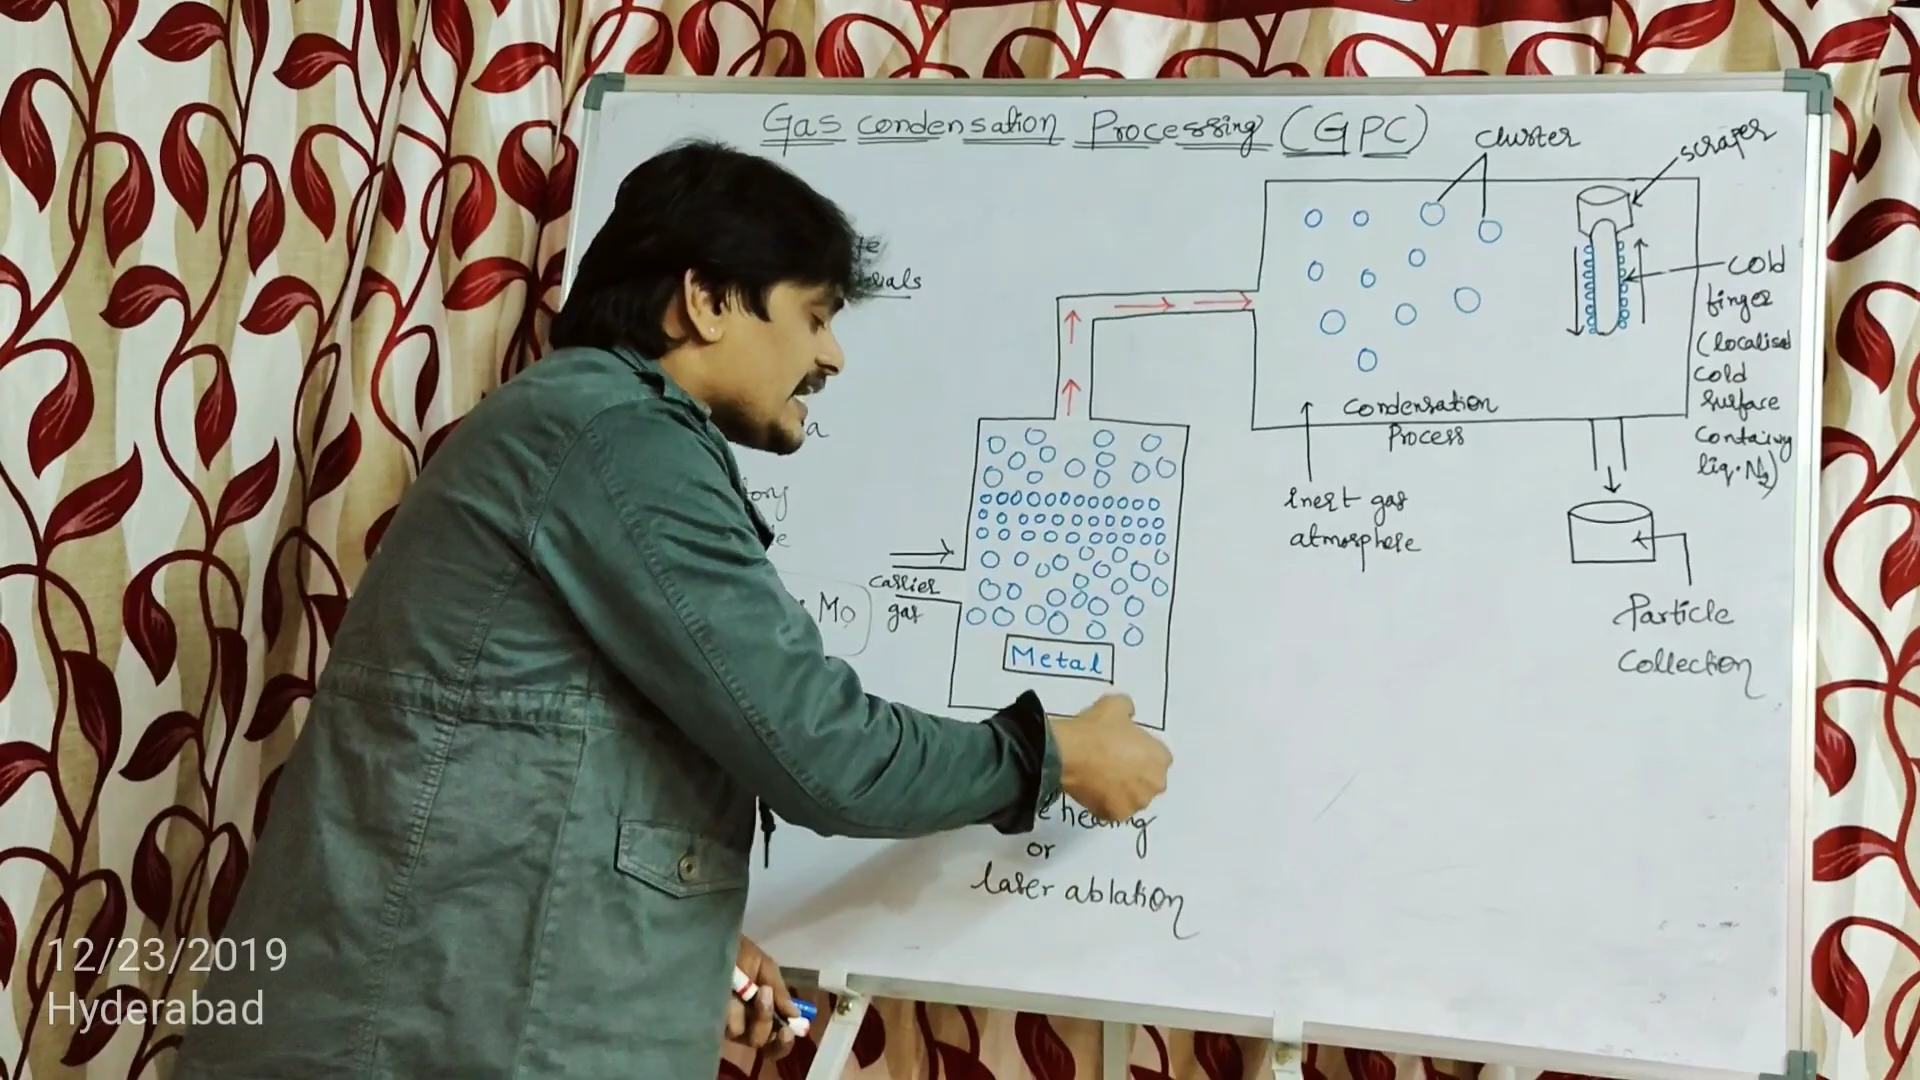 Gas condensation Processing (GPC)
cluster
scraper
cold
finger
(localised
cold
surface
Containing
liq. N2)
Condensation
Process
inert gas
atmosphere
Particle
Collection
carrier
gas
Metal
Mo
heating
or
laser ablation
12/23/2019
Hyderabad